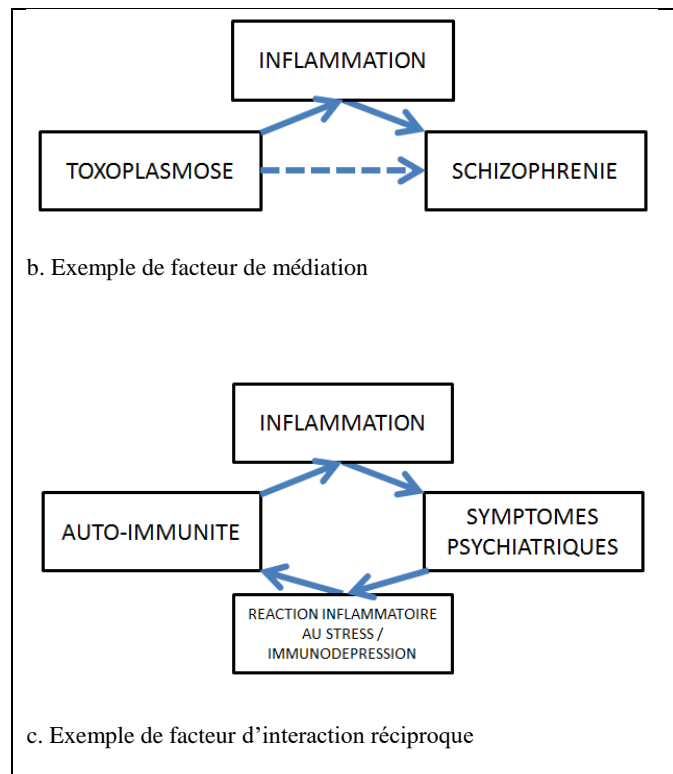 INFLAMMATION
TOXOPLASMOSE
SCHIZOPHRENIE
b. Exemple de facteur de médiation
INFLAMMATION
AUTO-IMMUNITE
SYMPTOMES
PSYCHIATRIQUES
REACTION INFLAMMATOIRE
AU STRESS /
IMMUNODEPRESSION
c. Exemple de facteur d’interaction réciproque